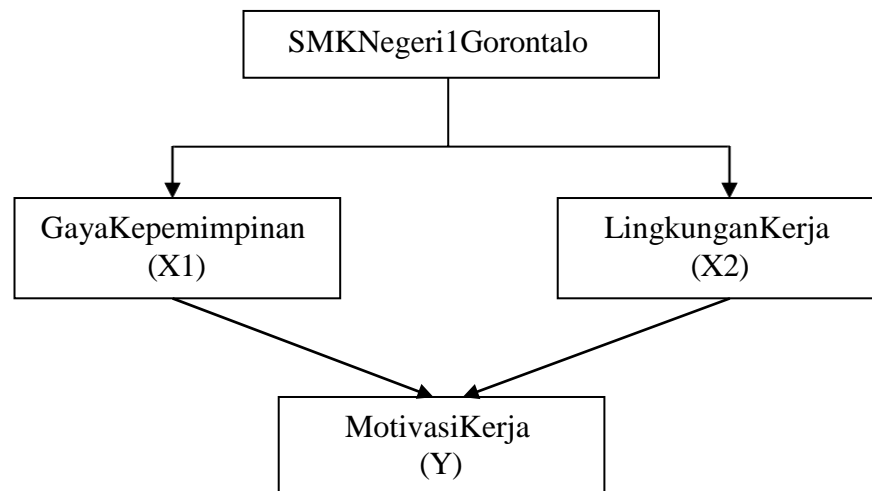 SMKNegeri1Gorontalo
GayaKepemimpinan
(X1)
LingkunganKerja
(X2)
MotivasiKerja
(Y)